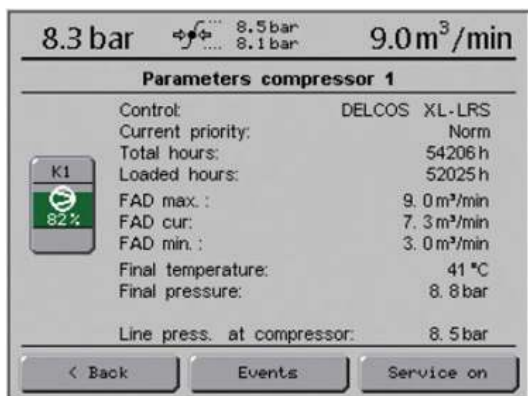 8.3 bar 8.5 bar 9.0 m³/min
8.1 bar
Parameters compressor 1
Control: DELCOS XL-LRS
Current priority: Norm
Total hours: 54206 h
Loaded hours: 52025 h
K1
82%
FAD max. : 9. 0 m³/min
FAD cur: 7. 3 m³/min
FAD min. : 3. 0 m³/min
Final temperature: 41 °C
Final pressure: 8. 8 bar
Line press. at compressor: 8. 5 bar
< Back Events Service on